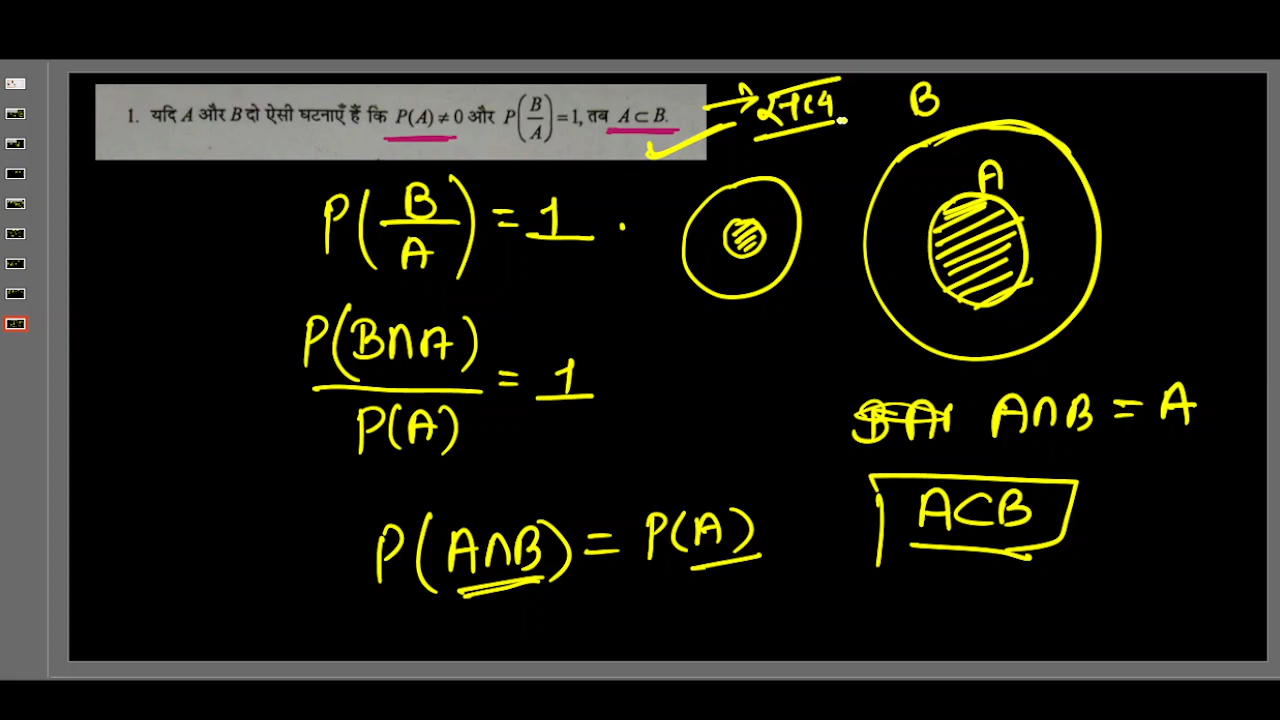 1. यदि A और B दो ऐसी घटनाएँ हैं कि P(A) ≠ 0 और P(B/A) = 1, तब A ⊂ B.
सत्य
B
A
P(B/A) = 1 .
P(B∩A)/P(A) = 1
A∩B = A
A⊂B
P(A∩B) = P(A)